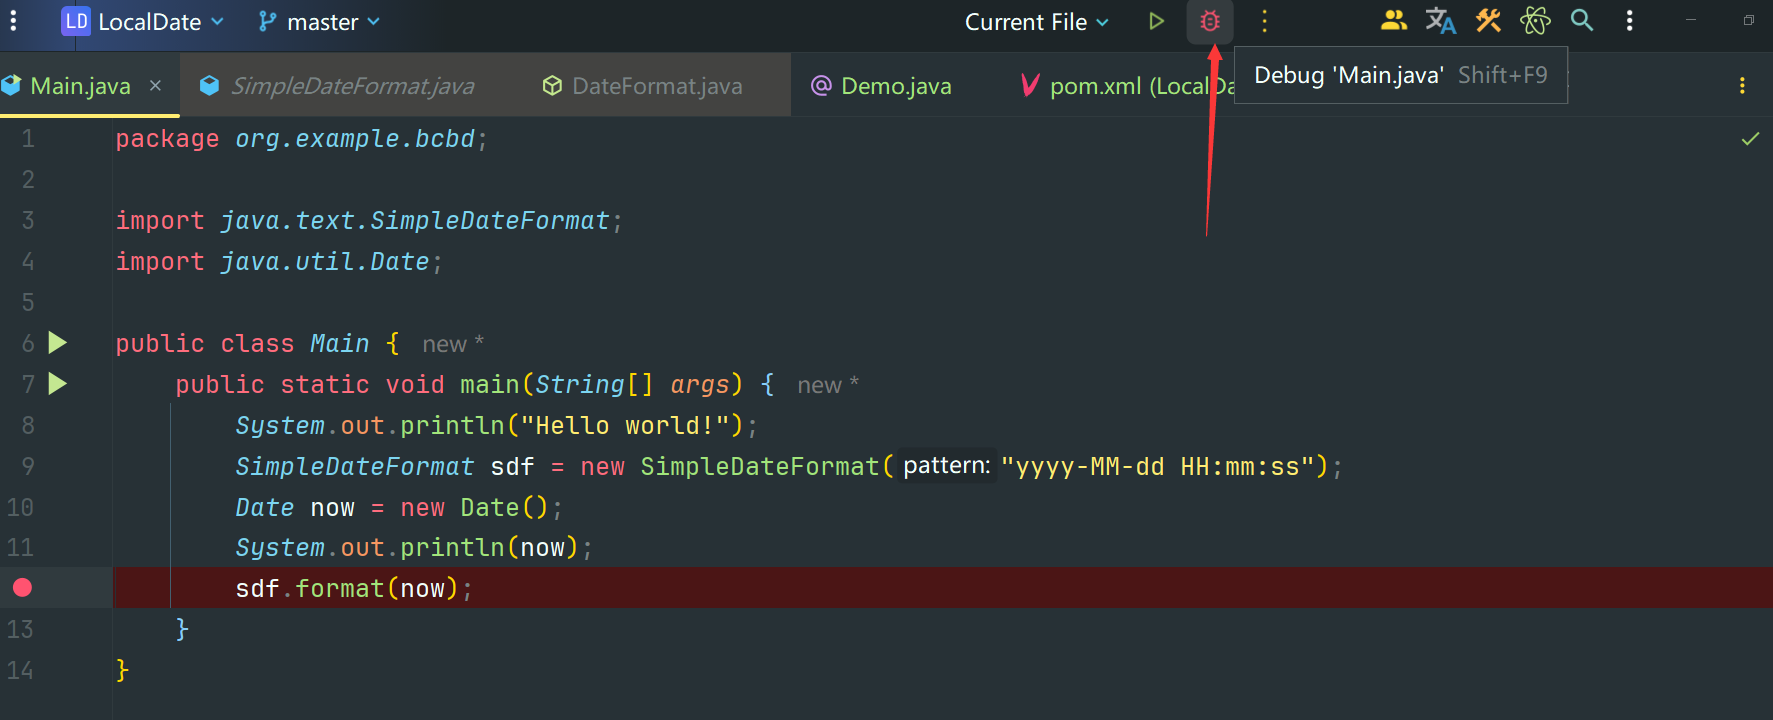 LD LocalDate master Current File 文A
Debug 'Main.java' Shift+F9
Main.java × SimpleDateFormat.java DateFormat.java @ Demo.java pom.xml (LocalDa
1 package org.example.bcbd;
2
3 import java.text.SimpleDateFormat;
4 import java.util.Date;
5
6 public class Main { new *
7 public static void main(String[] args) { new *
8 System.out.println("Hello world!");
9 SimpleDateFormat sdf = new SimpleDateFormat( pattern: "yyyy-MM-dd HH:mm:ss");
10 Date now = new Date();
11 System.out.println(now);
sdf.format(now);
13 }
14 }